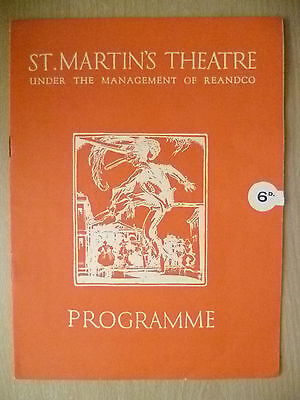 ST. MARTIN'S THEATRE
UNDER THE MANAGEMENT OF REANDCO
6D.
PROGRAMME